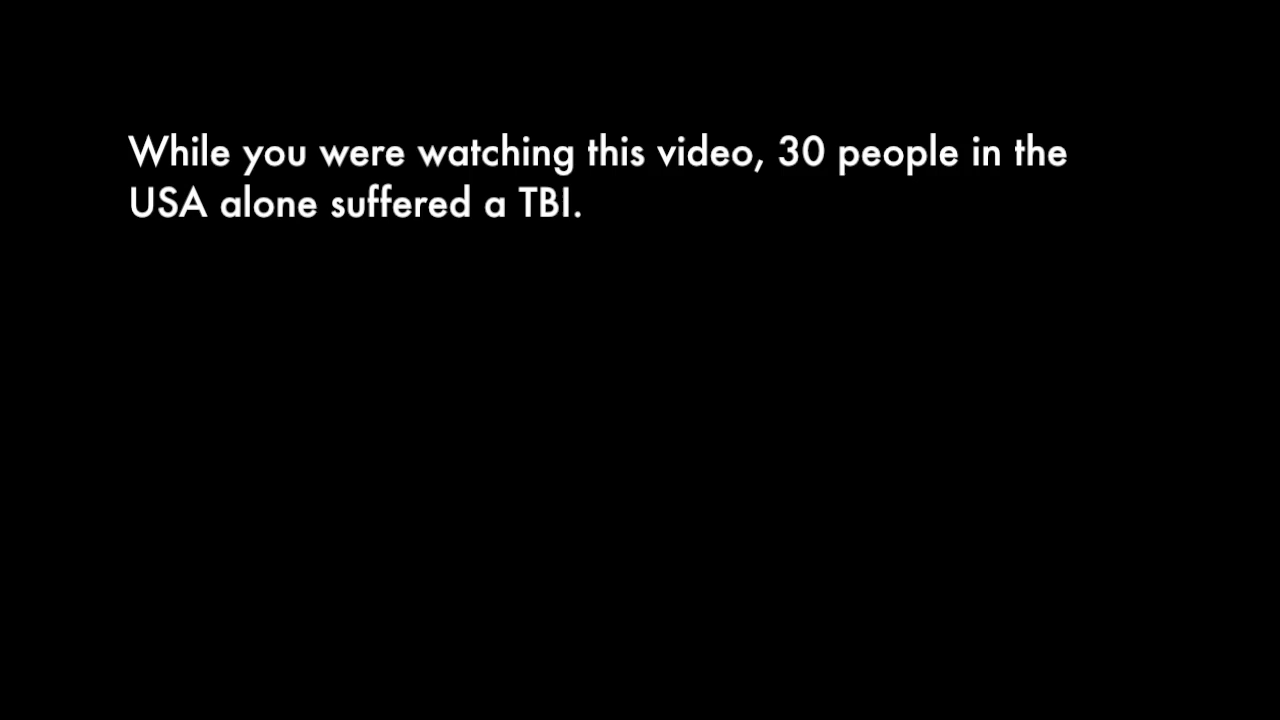 While you were watching this video, 30 people in the
USA alone suffered a TBI.